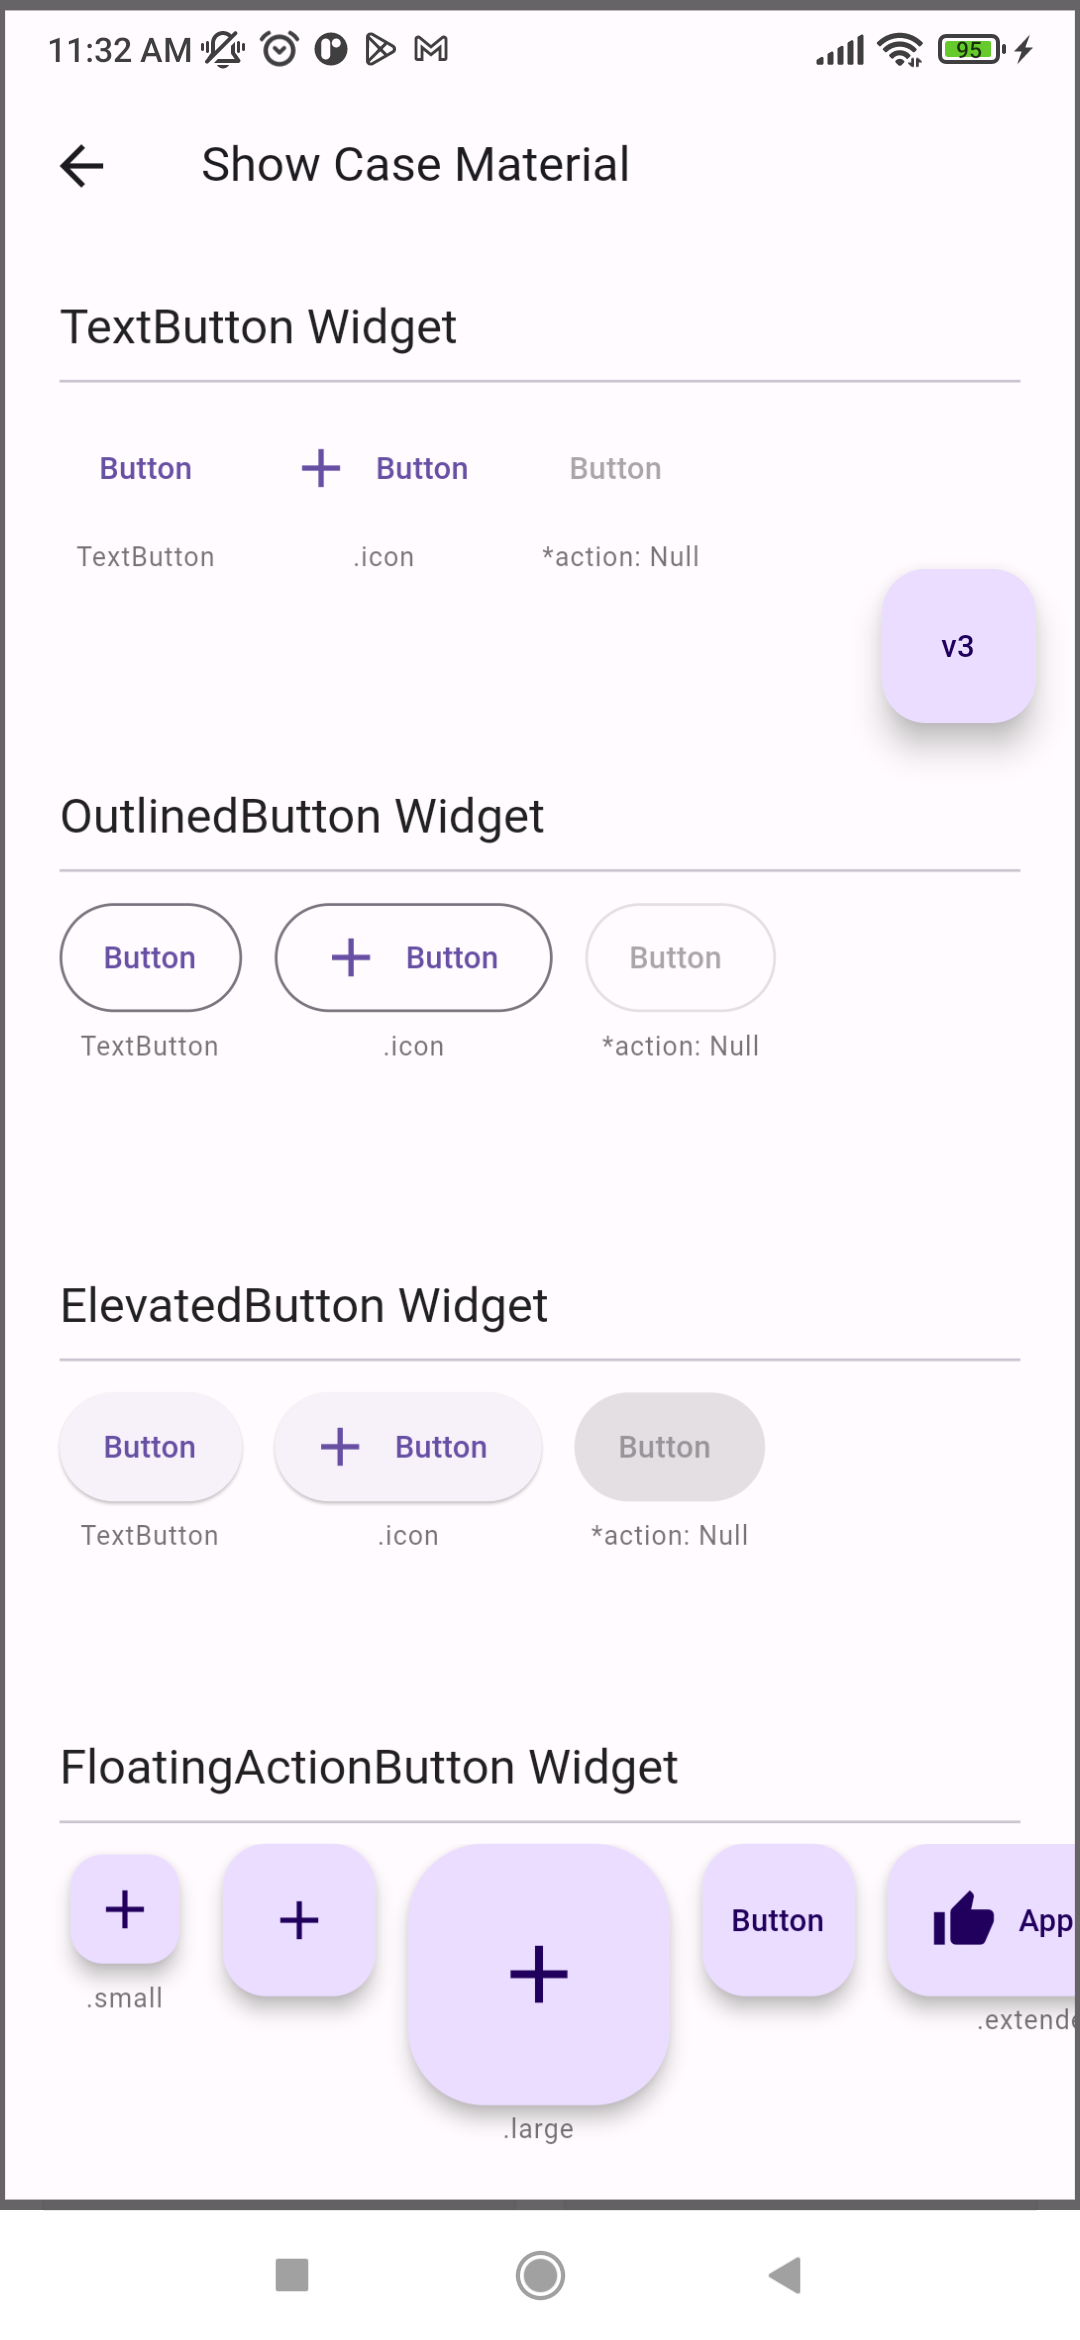 11:32 AM
95
Show Case Material
TextButton Widget
Button
Button
Button
TextButton
.icon
*action: Null
v3
OutlinedButton Widget
Button
Button
Button
TextButton
.icon
*action: Null
ElevatedButton Widget
Button
Button
Button
TextButton
.icon
*action: Null
FloatingActionButton Widget
Button
App
.small
.extende
.large